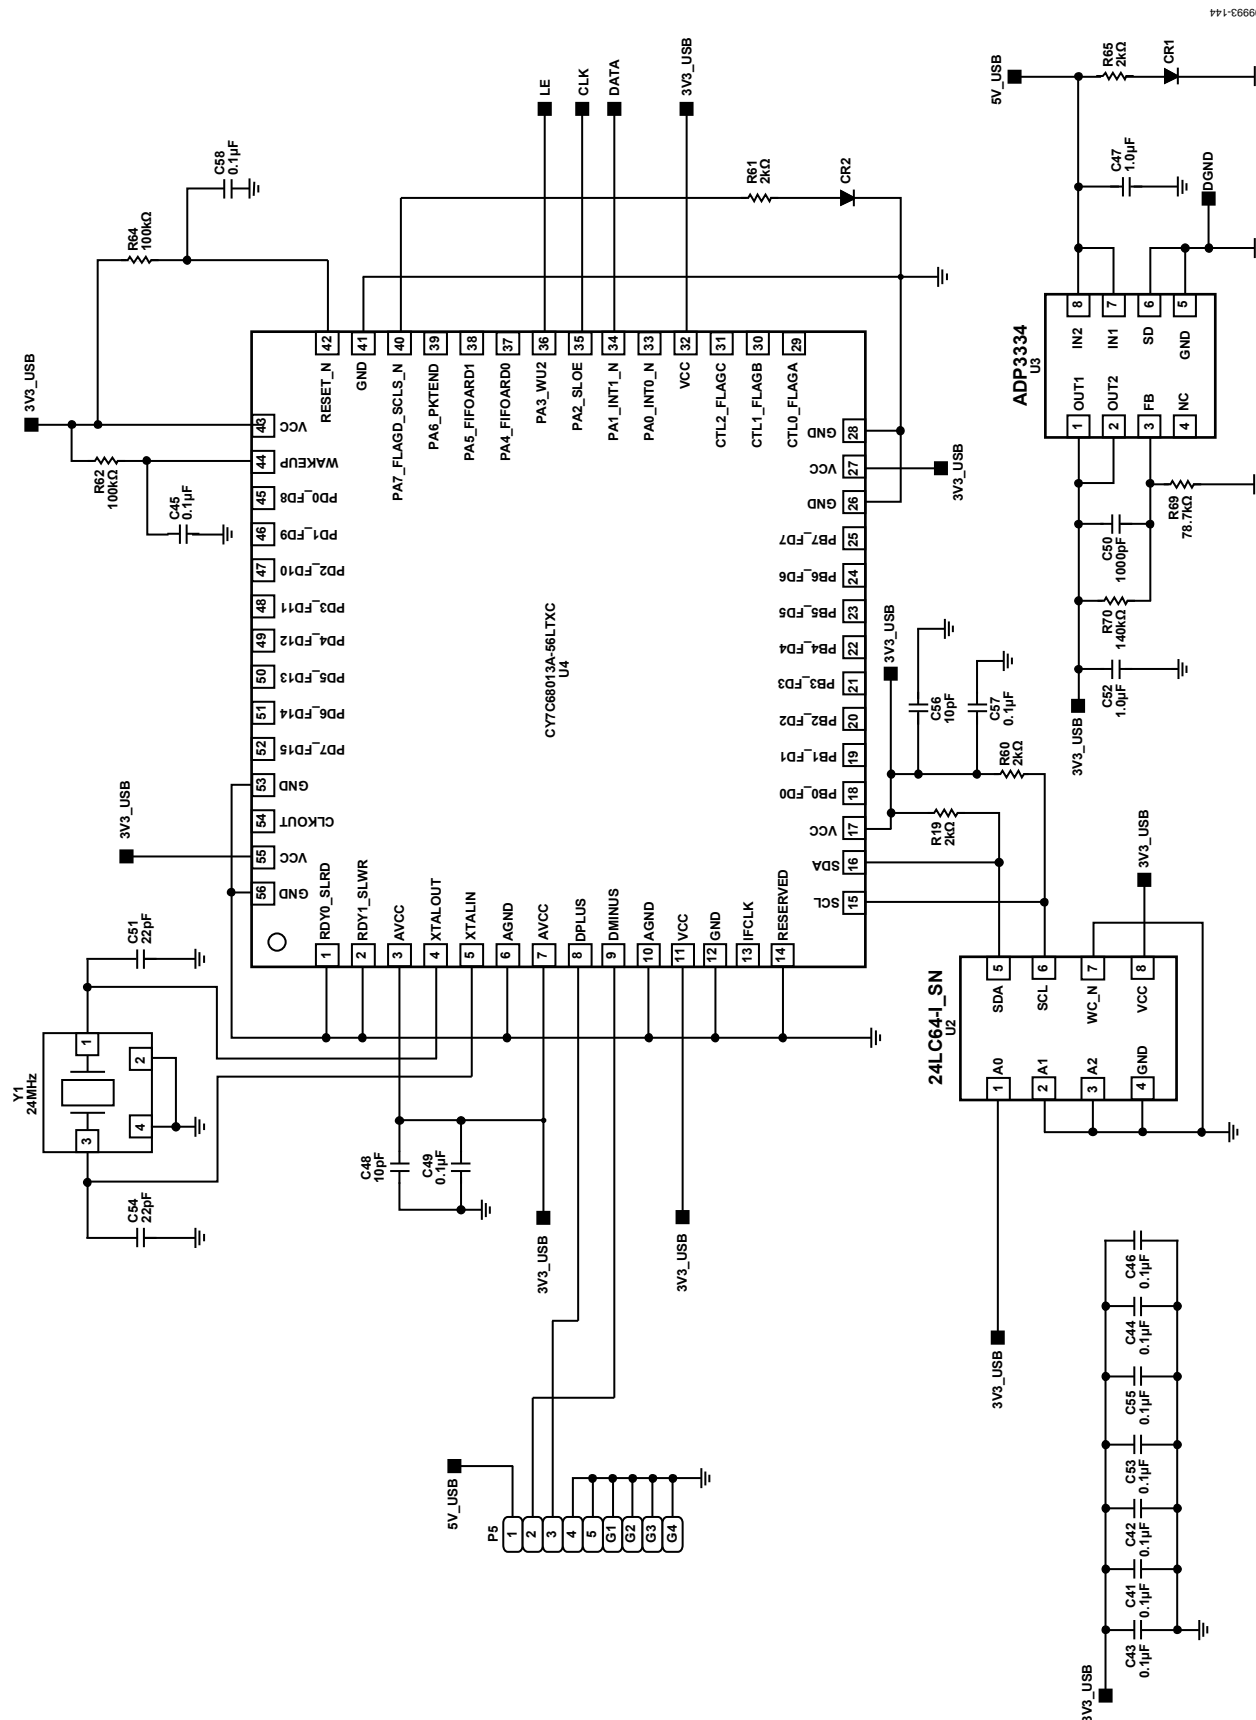 09993-144
5V_USB
R65
2kΩ
CR1
C47
1.0µF
DGND
ADP3334
U3
8
IN2
7
IN1
6
SD
5
GND
1
OUT1
2
OUT2
3
FB
4
NC
R69
78.7kΩ
C50
1000pF
R70
140kΩ
C52
1.0µF
3V3_USB
LE
CLK
DATA
3V3_USB
C58
0.1µF
R61
2kΩ
CR2
R64
100kΩ
3V3_USB
R62
100kΩ
C45
0.1µF
CY7C68013A-56LTXC
U4
42
RESET_N
41
GND
40
PA7_FLAGD_SCLS_N
39
PA6_PKTEND
38
PA5_FIFOARD1
37
PA4_FIFOARD0
36
PA3_WU2
35
PA2_SLOE
34
PA1_INT1_N
33
PA0_INT0_N
32
VCC
31
CTL2_FLAGC
30
CTL1_FLAGB
29
CTL0_FLAGA
43
VCC
44
WAKEUP
45
PD0_FD8
46
PD1_FD9
47
PD2_FD10
48
PD3_FD11
49
PD4_FD12
50
PD5_FD13
51
PD6_FD14
52
PD7_FD15
53
GND
54
CLKOUT
55
VCC
56
GND
28
GND
27
VCC
26
GND
25
PB7_FD7
24
PB6_FD6
23
PB5_FD5
22
PB4_FD4
21
PB3_FD3
20
PB2_FD2
19
PB1_FD1
18
PB0_FD0
17
VCC
16
SDA
15
SCL
1
RDY0_SLRD
2
RDY1_SLWR
3
AVCC
4
XTALOUT
5
XTALIN
6
AGND
7
AVCC
8
DPLUS
9
DMINUS
10
AGND
11
VCC
12
GND
13
IFCLK
14
RESERVED
3V3_USB
3V3_USB
3V3_USB
C56
10pF
C57
0.1µF
R60
2kΩ
R19
2kΩ
3V3_USB
24LC64-I_SN
U2
5
SDA
6
SCL
7
WC_N
8
VCC
1
A0
2
A1
3
A2
4
GND
3V3_USB
Y1
24MHz
1
2
3
4
C51
22pF
C54
22pF
C48
10pF
C49
0.1µF
3V3_USB
3V3_USB
5V_USB
P5
1
2
3
4
5
G1
G2
G3
G4
C46
0.1µF
C44
0.1µF
C55
0.1µF
C53
0.1µF
C42
0.1µF
C41
0.1µF
C43
0.1µF
3V3_USB